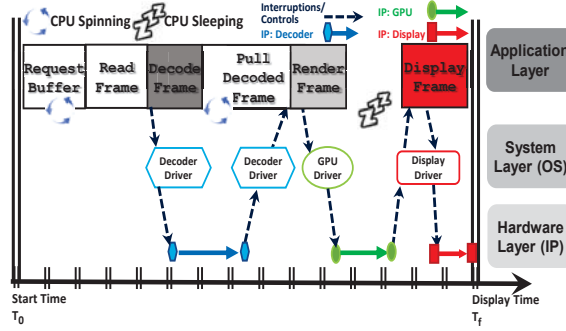 CPU Spinning
CPU Sleeping
Interruptions/
Controls
IP: Decoder
IP: GPU
IP: Display
Request
Buffer
Read
Frame
Decode
Frame
Pull
Decoded
Frame
Render
Frame
Display
Frame
Application
Layer
Decoder
Driver
Decoder
Driver
GPU
Driver
Display
Driver
System
Layer (OS)
Hardware
Layer (IP)
Start Time
T0
Display Time
Tf